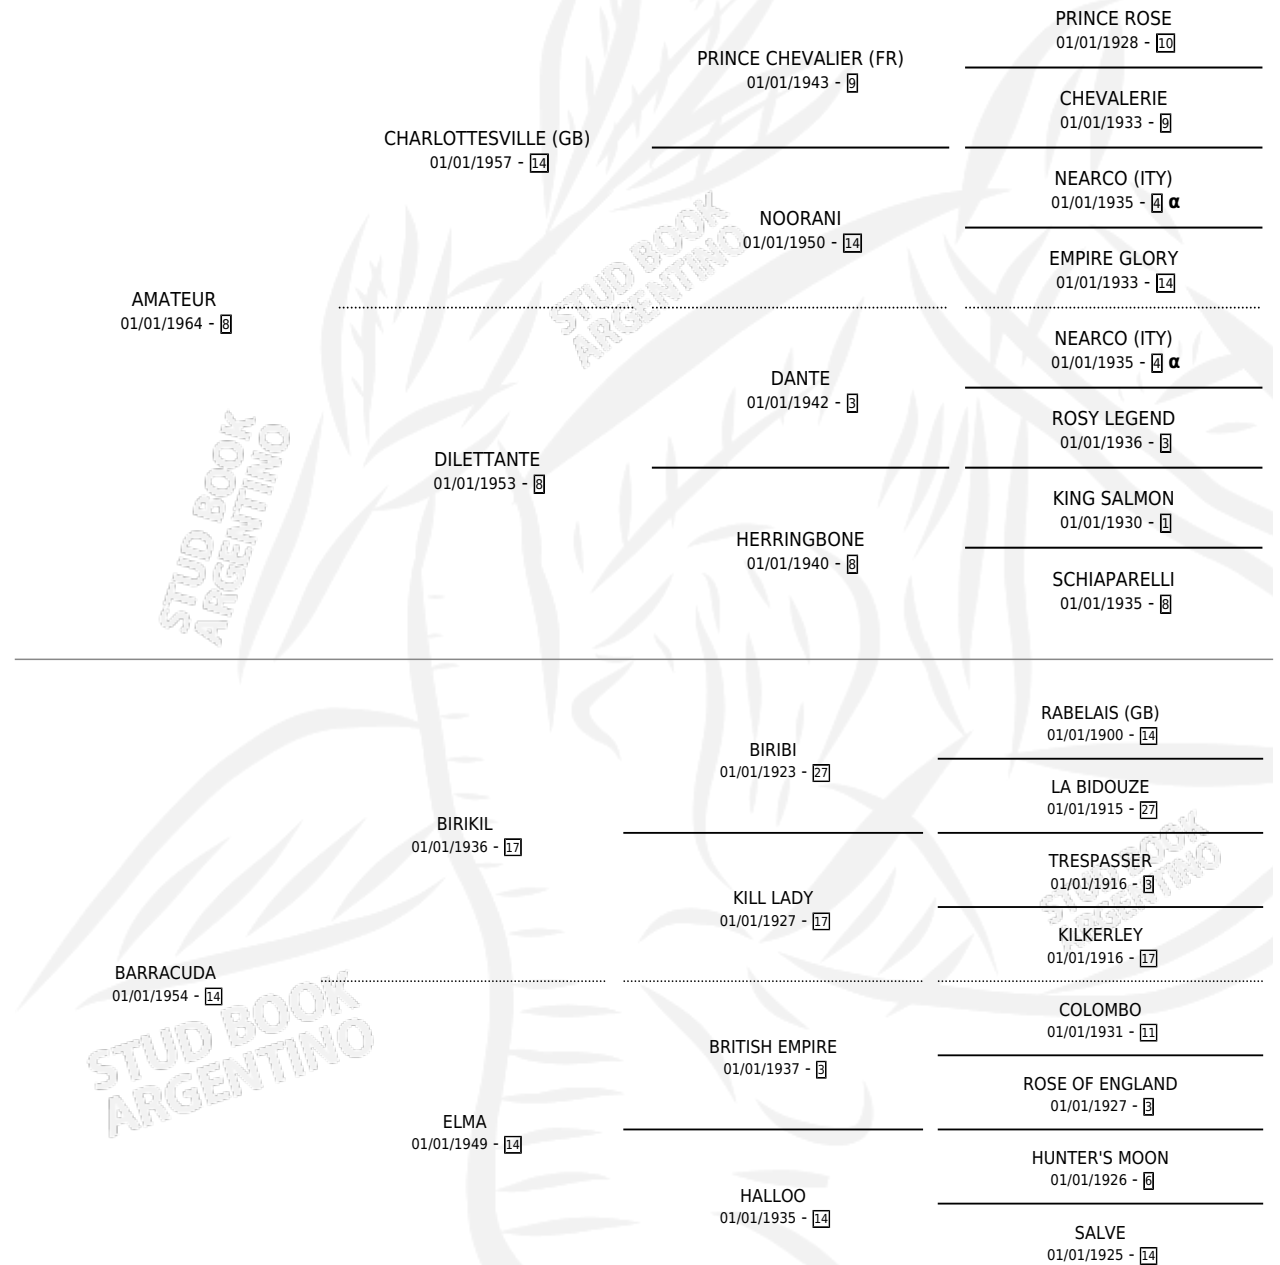 PRINCE ROSE
01/01/1928 - 10
PRINCE CHEVALIER (FR)
01/01/1943 - 9
CHEVALERIE
01/01/1933 - 9
CHARLOTTESVILLE (GB)
01/01/1957 - 14
NEARCO (ITY)
01/01/1935 - 4 α
NOORANI
01/01/1950 - 14
EMPIRE GLORY
01/01/1933 - 14
AMATEUR
01/01/1964 - 8
NEARCO (ITY)
01/01/1935 - 4 α
DANTE
01/01/1942 - 3
ROSY LEGEND
01/01/1936 - 3
DILETTANTE
01/01/1953 - 8
KING SALMON
01/01/1930 - 1
HERRINGBONE
01/01/1940 - 8
SCHIAPARELLI
01/01/1935 - 8
RABELAIS (GB)
01/01/1900 - 14
BIRIBI
01/01/1923 - 27
LA BIDOUZE
01/01/1915 - 27
BIRIKIL
01/01/1936 - 17
TRESPASSER
01/01/1916 - 3
KILL LADY
01/01/1927 - 17
KILKERLEY
01/01/1916 - 17
BARRACUDA
01/01/1954 - 14
COLOMBO
01/01/1931 - 11
BRITISH EMPIRE
01/01/1937 - 3
ROSE OF ENGLAND
01/01/1927 - 3
ELMA
01/01/1949 - 14
HUNTER'S MOON
01/01/1926 - 6
HALLOO
01/01/1935 - 14
SALVE
01/01/1925 - 14
STUD BOOK
ARGENTINO
STUD BOOK
ARGENTINO
STUD BOOK
ARGENTINO
STUD BOOK
ARGENTINO